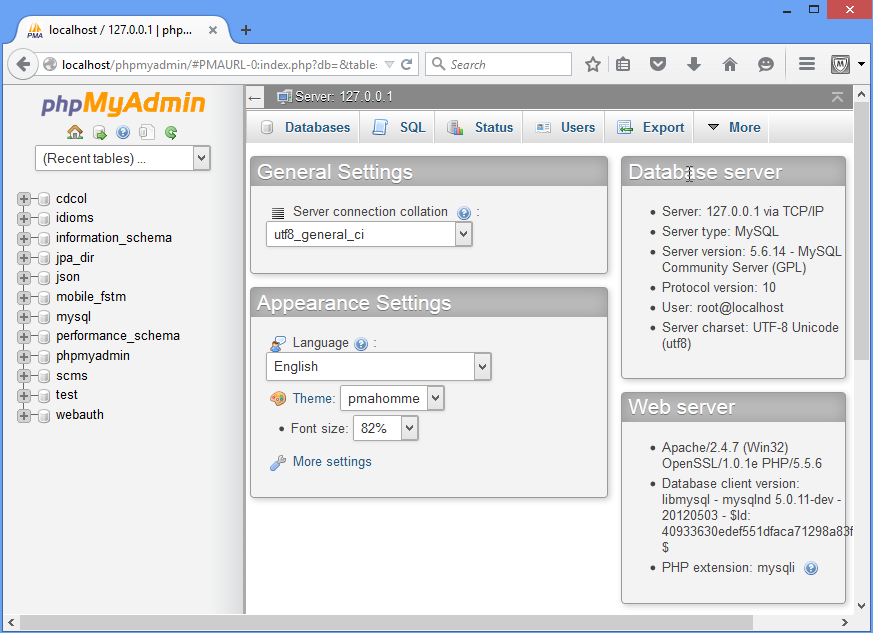 localhost / 127.0.0.1 | php...
localhost/phpmyadmin/#PMAURL-0:index.php?db=&table:
Search
phpMyAdmin
(Recent tables) ...
cdcol
idioms
information_schema
jpa_dir
json
mobile_fstm
mysql
performance_schema
phpmyadmin
scms
test
webauth
Server: 127.0.0.1
Databases SQL Status Users Export More
General Settings
Server connection collation :
utf8_general_ci
Appearance Settings
Language :
English
Theme: pmahomme
• Font size: 82%
More settings
Database server
• Server: 127.0.0.1 via TCP/IP
• Server type: MySQL
• Server version: 5.6.14 - MySQL
Community Server (GPL)
• Protocol version: 10
• User: root@localhost
• Server charset: UTF-8 Unicode
(utf8)
Web server
• Apache/2.4.7 (Win32)
OpenSSL/1.0.1e PHP/5.5.6
• Database client version:
libmysql - mysqlnd 5.0.11-dev -
20120503 - $Id:
40933630edef551dfaca71298a83f
$
• PHP extension: mysqli